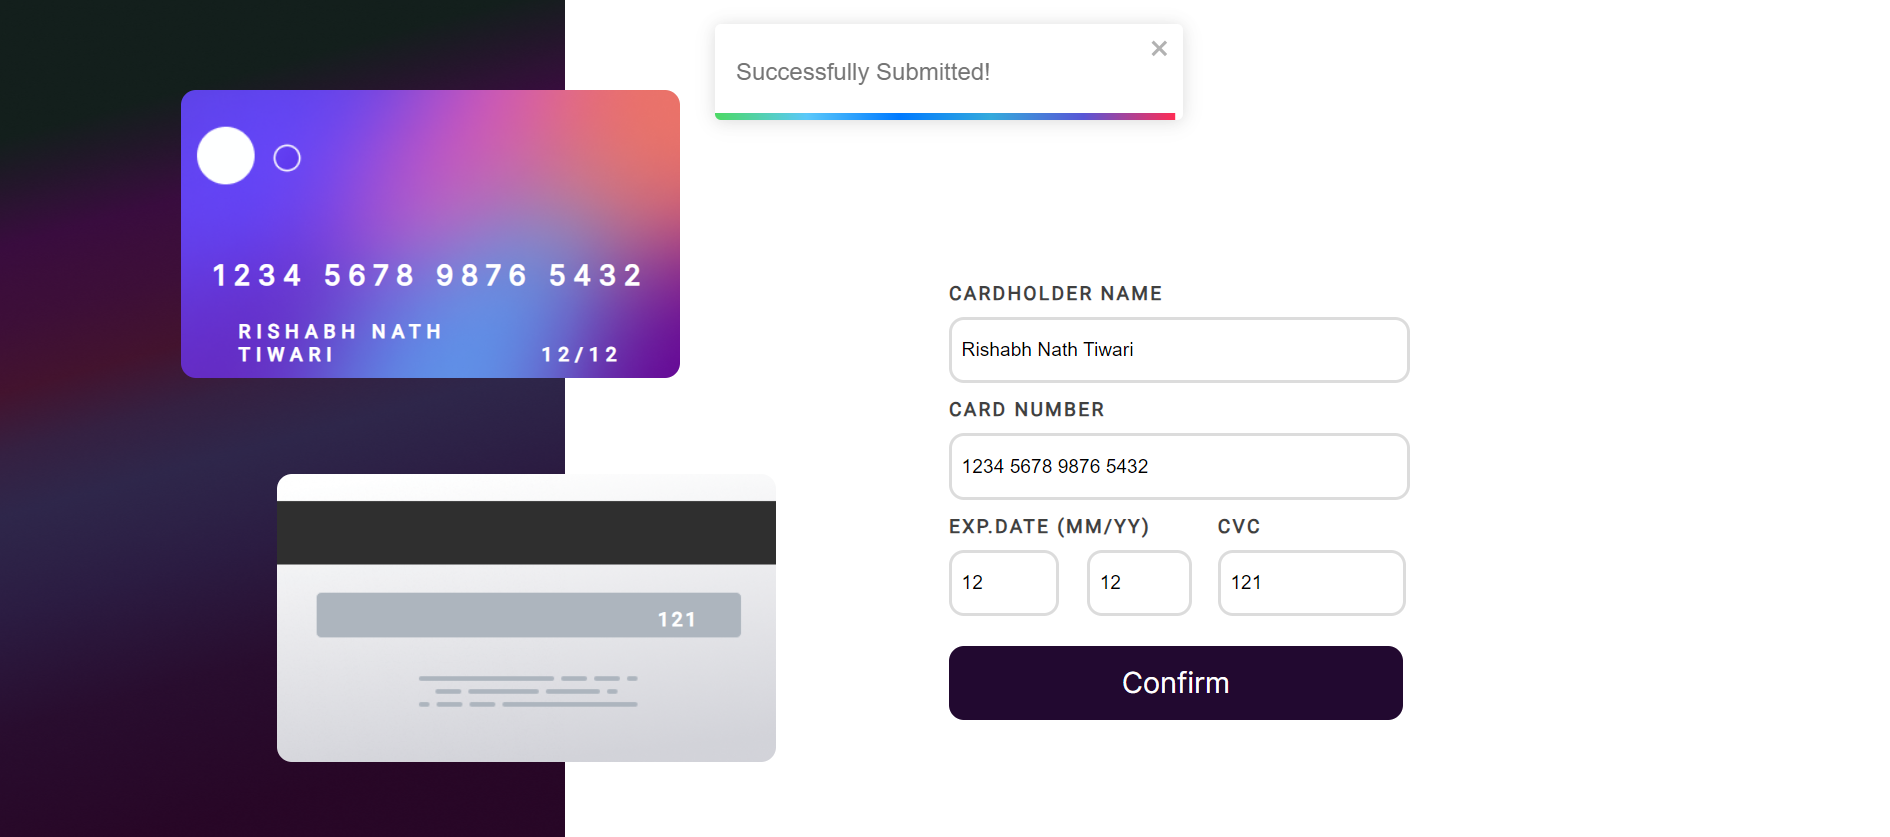 Successfully Submitted!
1234 5678 9876 5432
RISHABH NATH
TIWARI
12/12
121
CARDHOLDER NAME
Rishabh Nath Tiwari
CARD NUMBER
1234 5678 9876 5432
EXP.DATE (MM/YY) CVC
12 12 121
Confirm